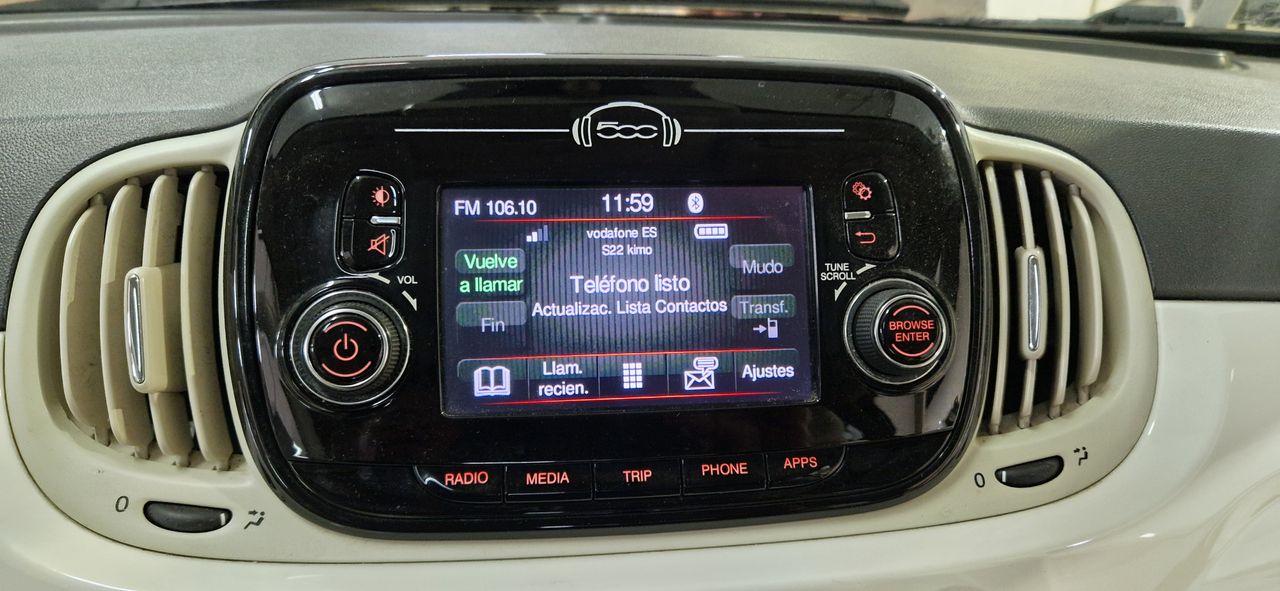 500
FM 106.10 11:59
vodafone ES
S22 kimo
Vuelve
a llamar
Mudo
Teléfono listo
Actualizac. Lista Contactos
Fin
Transf.
Llam.
recien.
Ajustes
VOL
TUNE
SCROLL
BROWSE
ENTER
RADIO MEDIA TRIP PHONE APPS
0
0